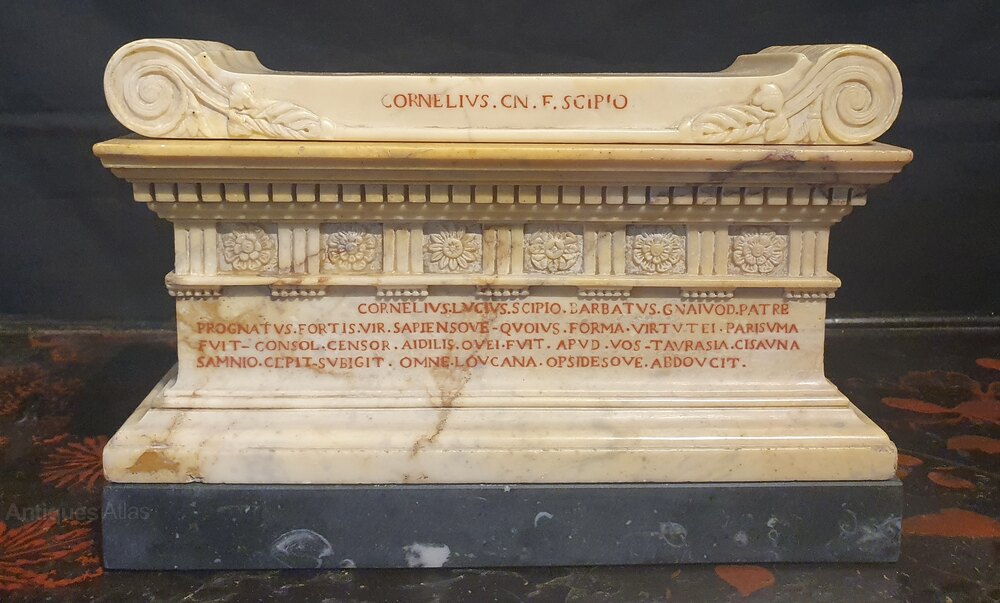 CORNELIVS.CN.F.SCIPIO
CORNELIVS.LVCIVS.SCIPIO.BARBATVS.GNAIVOD.PATRE
PROGNATVS.FORTIS.VIR.SAPIENSQVE-QVOIVS.FORMA.VIRTVTEI.PARISVMA
FVIT-CONSOL.CENSOR.AIDILIS.QVEI.FVIT.APVD.VOS-TAVRASIA.CISAVNA
SAMNIO.CEPIT-SVBIGIT.OMNE.LOVCANA.OPSIDESQVE.ABDOVCIT.
Antiques Atlas